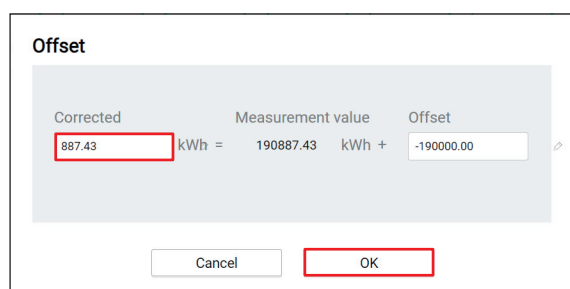 Offset
Corrected Measurement value Offset
887.43 kWh = 190887.43 kWh + -190000.00
Cancel OK